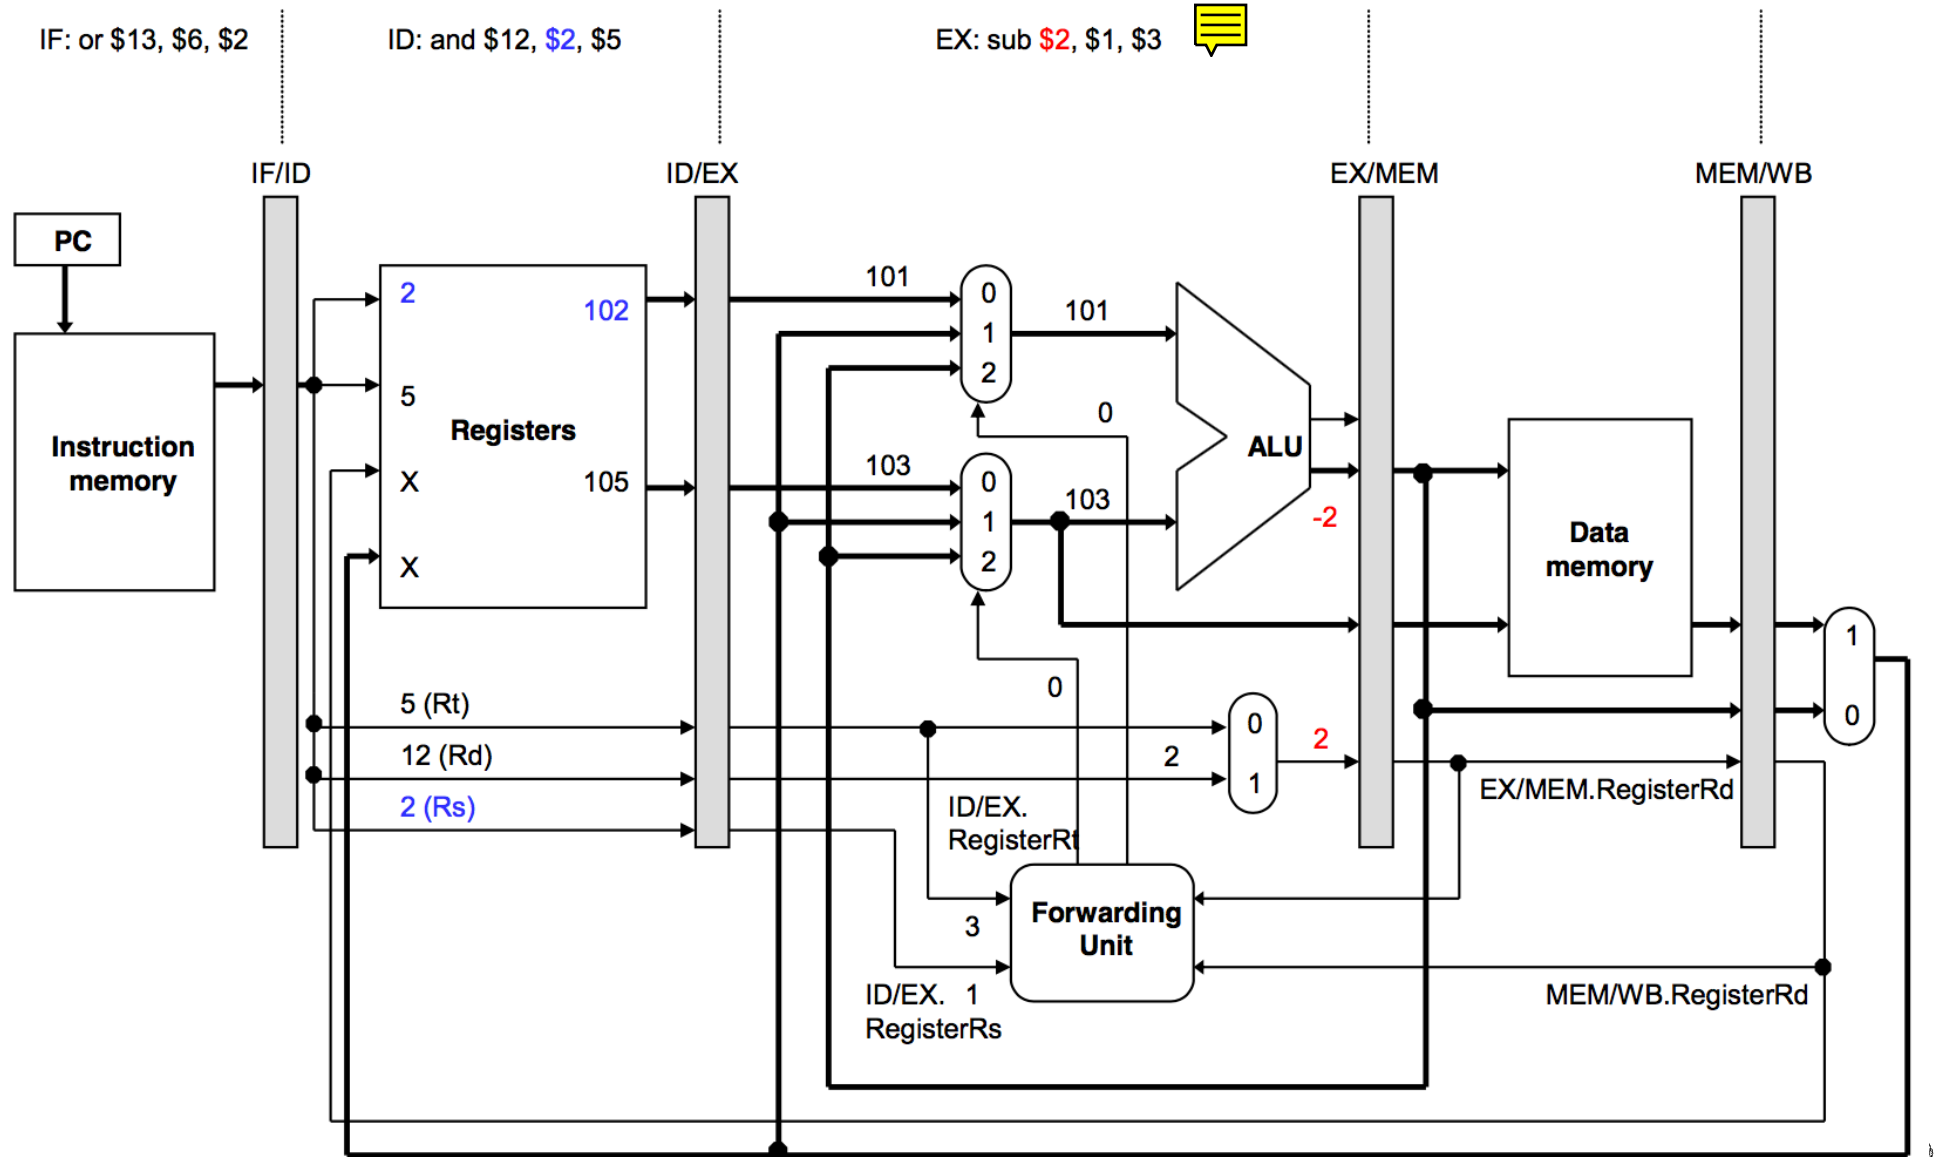 IF: or $13, $6, $2
ID: and $12, $2, $5
EX: sub $2, $1, $3
IF/ID
ID/EX
EX/MEM
MEM/WB
PC
Instruction
memory
2
102
5
Registers
X
105
X
101
0
1
2
101
0
103
0
1
2
103
0
ALU
-2
Data
memory
1
0
5 (Rt)
12 (Rd)
2 (Rs)
2
0
1
2
EX/MEM.RegisterRd
ID/EX.
RegisterRt
3
Forwarding
Unit
ID/EX. 1
RegisterRs
MEM/WB.RegisterRd